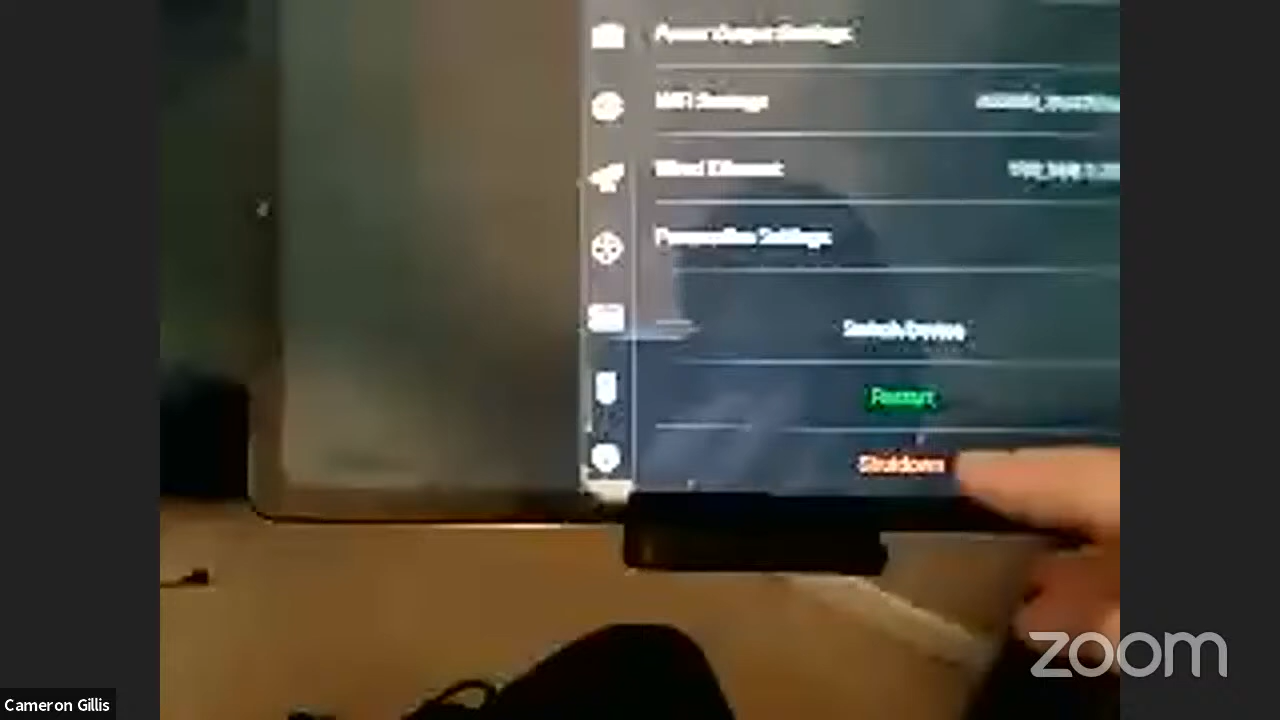 Power Output Settings
WiFi Settings
Wired Ethernet
Switch Device
Restart
Shutdown
zoom
Cameron Gillis